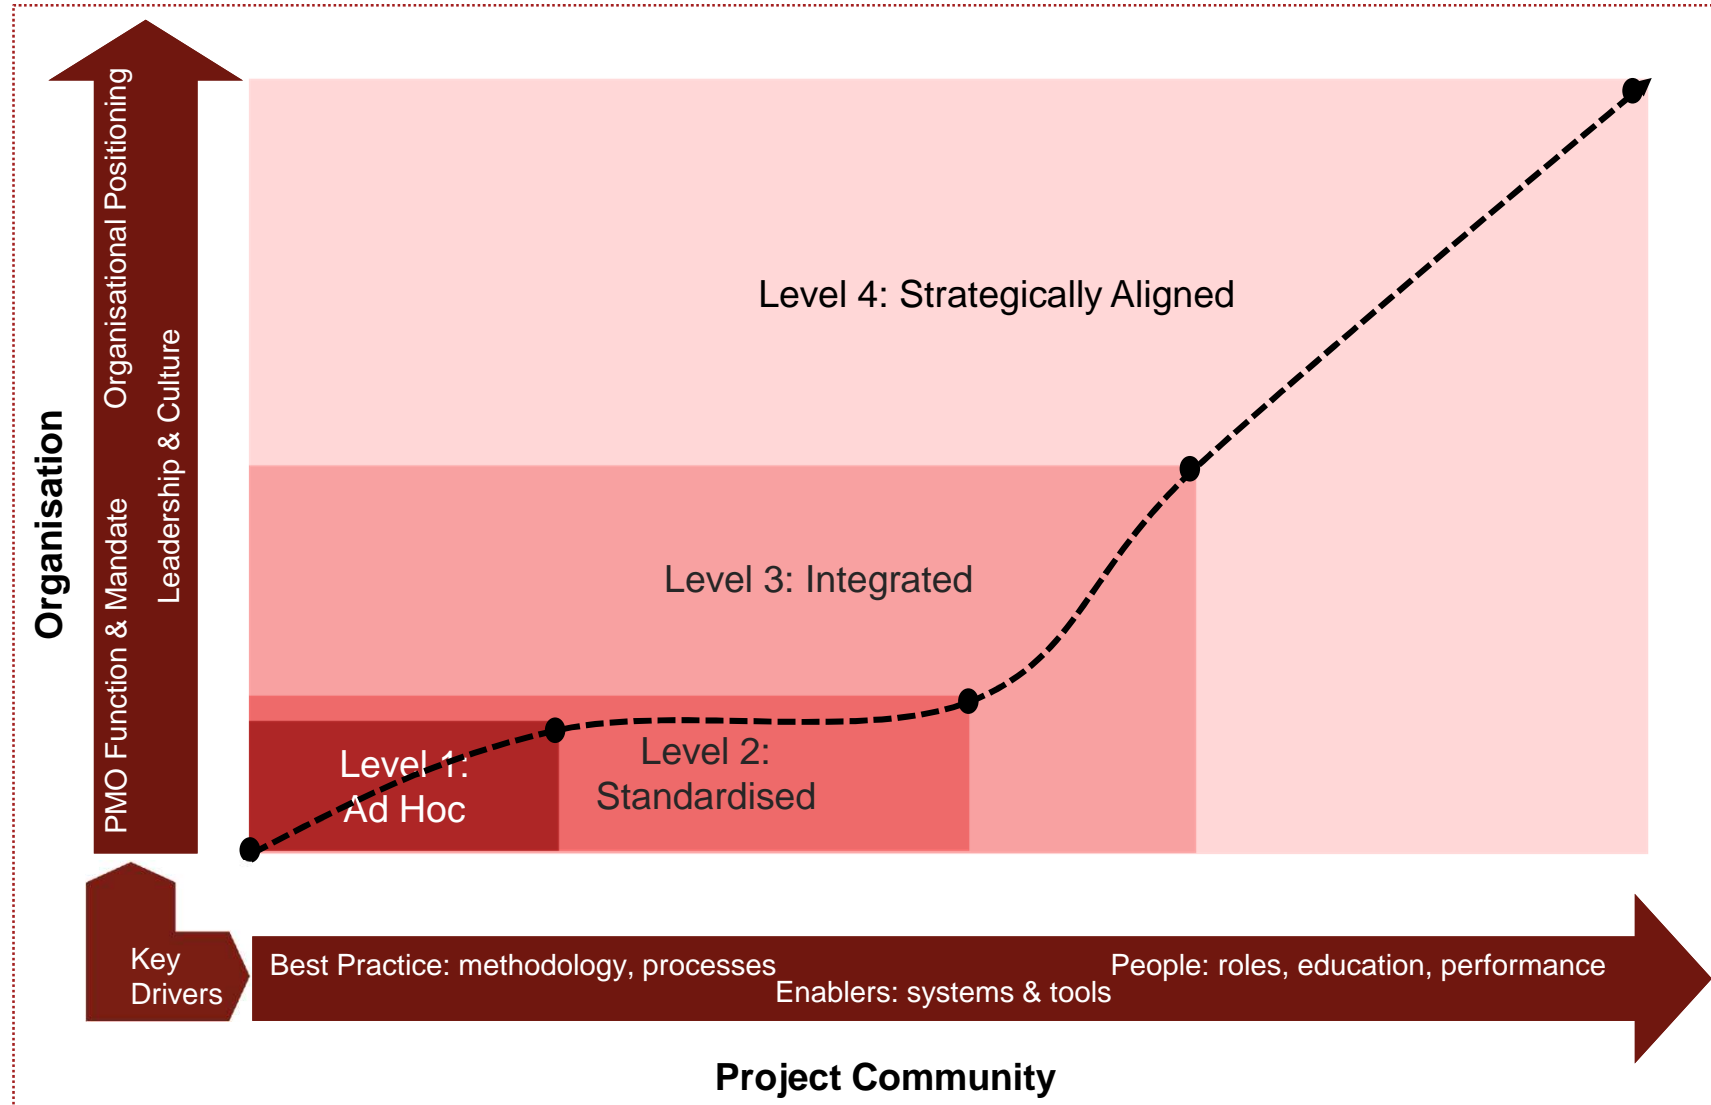 Organisation
PMO Function & Mandate
Organisational Positioning
Leadership & Culture
Level 4: Strategically Aligned
Level 3: Integrated
Level 2:
Standardised
Level 1:
Ad Hoc
Key
Drivers
Best Practice: methodology, processes
Enablers: systems & tools
People: roles, education, performance
Project Community